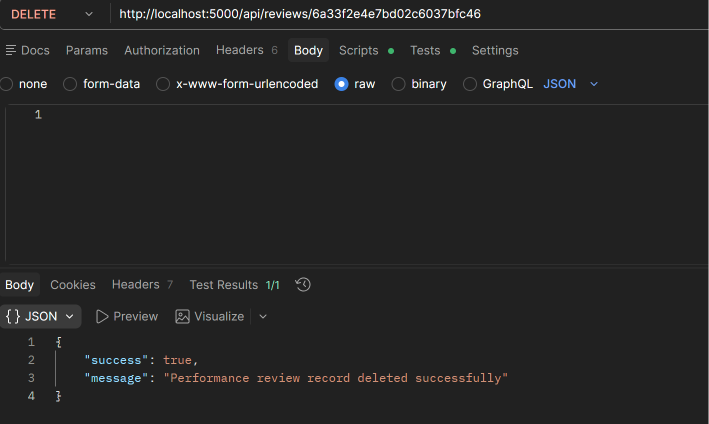 DELETE http://localhost:5000/api/reviews/6a33f2e4e7bd02c6037bfc46
Docs Params Authorization Headers 6 Body Scripts Tests Settings
none form-data x-www-form-urlencoded raw binary GraphQL JSON
1
Body Cookies Headers 7 Test Results 1/1
{ } JSON Preview Visualize
1 {
2 "success": true,
3 "message": "Performance review record deleted successfully"
4 }